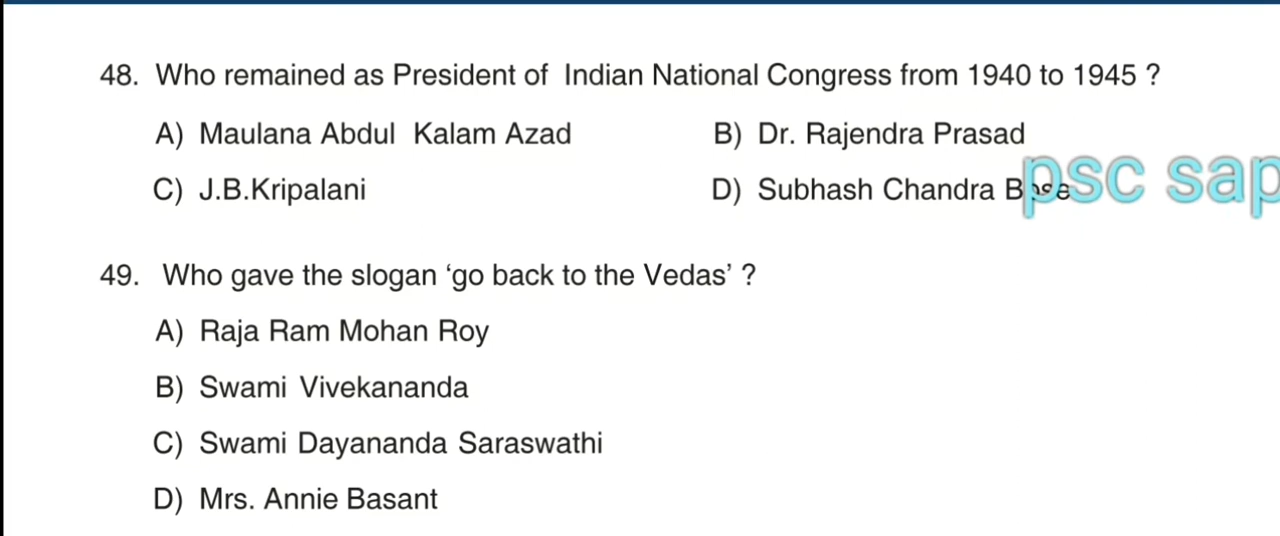 48. Who remained as President of Indian National Congress from 1940 to 1945 ?
A) Maulana Abdul Kalam Azad B) Dr. Rajendra Prasad
C) J.B.Kripalani D) Subhash Chandra Bose
psc sap
49. Who gave the slogan ‘go back to the Vedas’ ?
A) Raja Ram Mohan Roy
B) Swami Vivekananda
C) Swami Dayananda Saraswathi
D) Mrs. Annie Basant